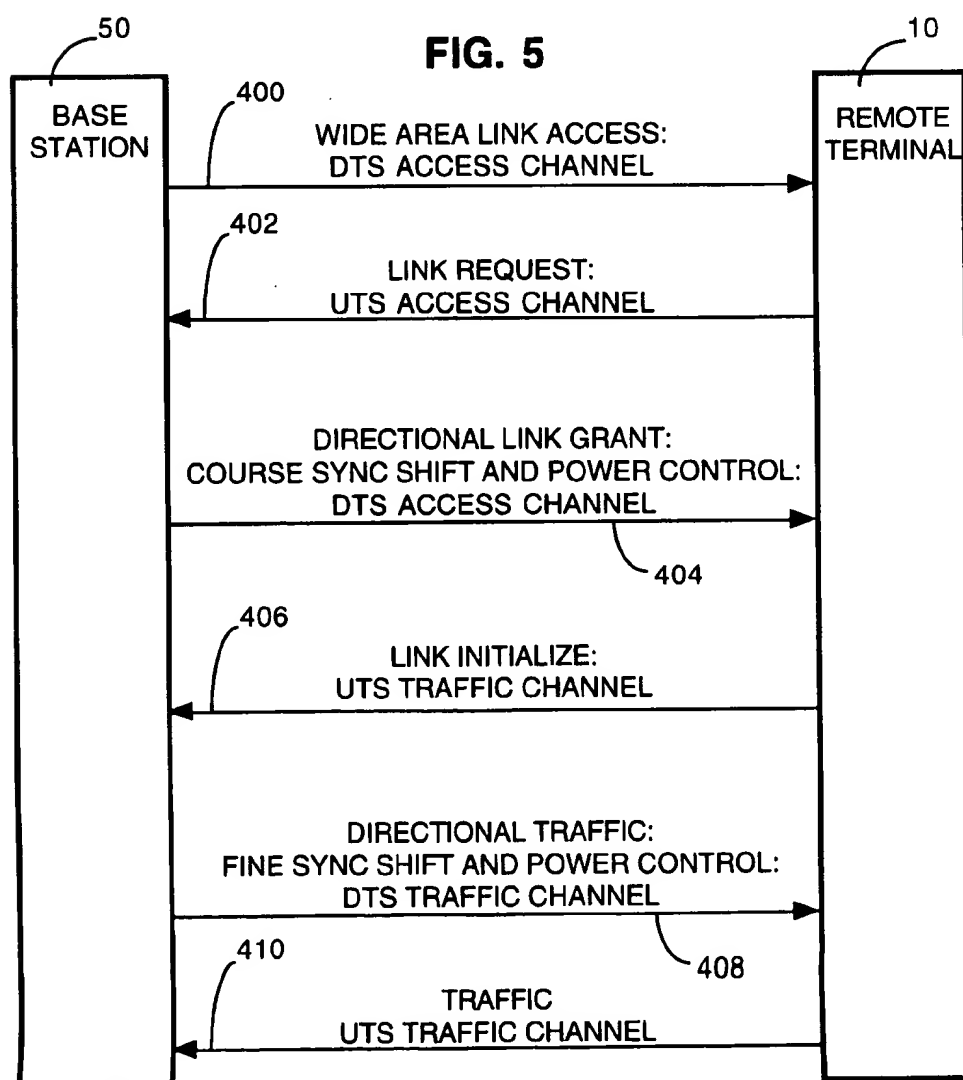 FIG. 5
50
10
BASE
STATION
REMOTE
TERMINAL
400
WIDE AREA LINK ACCESS:
DTS ACCESS CHANNEL
402
LINK REQUEST:
UTS ACCESS CHANNEL
DIRECTIONAL LINK GRANT:
COURSE SYNC SHIFT AND POWER CONTROL:
DTS ACCESS CHANNEL
404
406
LINK INITIALIZE:
UTS TRAFFIC CHANNEL
DIRECTIONAL TRAFFIC:
FINE SYNC SHIFT AND POWER CONTROL:
DTS TRAFFIC CHANNEL
408
410
TRAFFIC
UTS TRAFFIC CHANNEL